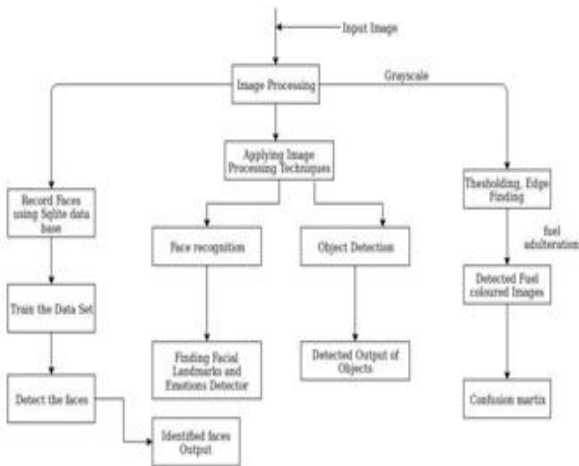 Input Image
Image Processing
Grayscale
Applying Image
Processing Techniques
Record Faces
using Sqlite data
base
Thesholding, Edge
Finding
Face recognition
Object Detection
fuel
adulteration
Detected Fuel
coloured Images
Train the Data Set
Finding Facial
Landmarks and
Emotions Detector
Detected Output of
Objects
Detect the faces
Confusion martix
Identified faces
Output